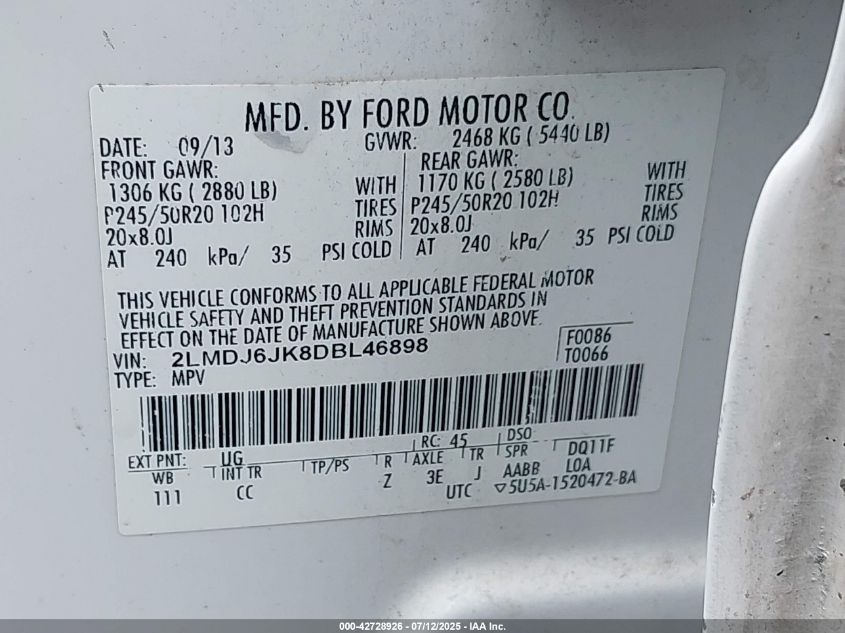 MFD. BY FORD MOTOR CO.
DATE: 09/13 GVWR: 2468 KG ( 5440 LB)
FRONT GAWR: REAR GAWR:
1306 KG ( 2880 LB) WITH 1170 KG ( 2580 LB) WITH
P245/50R20 102H TIRES P245/50R20 102H TIRES
20x8.0J RIMS 20x8.0J RIMS
AT 240 kPa/ 35 PSI COLD AT 240 kPa/ 35 PSI COLD
THIS VEHICLE CONFORMS TO ALL APPLICABLE FEDERAL MOTOR
VEHICLE SAFETY AND THEFT PREVENTION STANDARDS IN
EFFECT ON THE DATE OF MANUFACTURE SHOWN ABOVE.
VIN: 2LMDJ6JK8DBL46898 F0086
TYPE: MPV T0066
EXT PNT: UG RC: 45 DSO
WB INT TR TP/PS R AXLE TR SPR DQ11F
111 CC Z 3E J AABB LOA
UTC ▽5U5A-1520472-BA
000-42728926 - 07/12/2025 - IAA Inc.